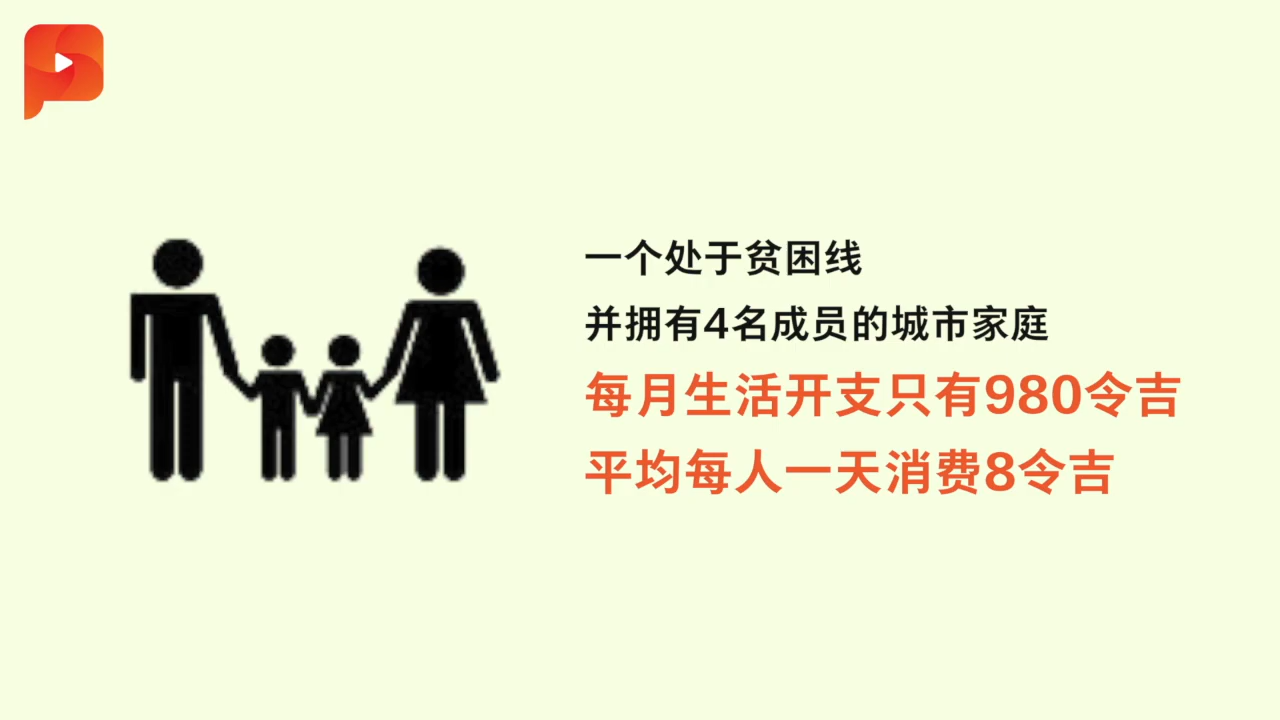 一个处于贫困线
并拥有4名成员的城市家庭
每月生活开支只有980令吉
平均每人一天消费8令吉